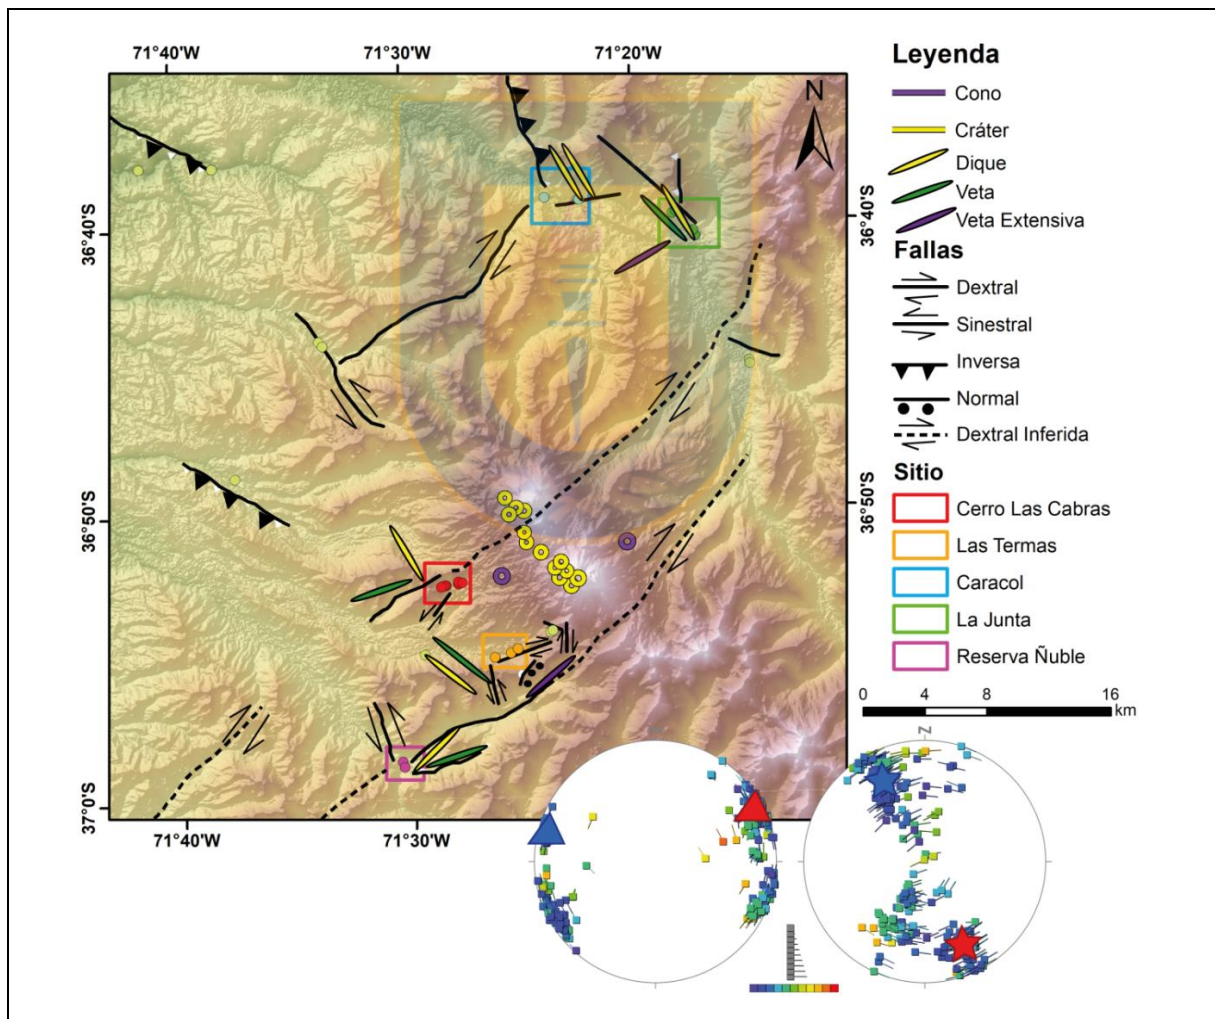 71°40'W
71°30'W
71°20'W
36°40'S
36°50'S
37°0'S
36°40'S
36°50'S
71°40'W
71°30'W
N
Leyenda
Cono
Cráter
Dique
Veta
Veta Extensiva
Fallas
Dextral
Sinestral
Inversa
Normal
Dextral Inferida
Sitio
Cerro Las Cabras
Las Termas
Caracol
La Junta
Reserva Ñuble
0 4 8 16
km
N